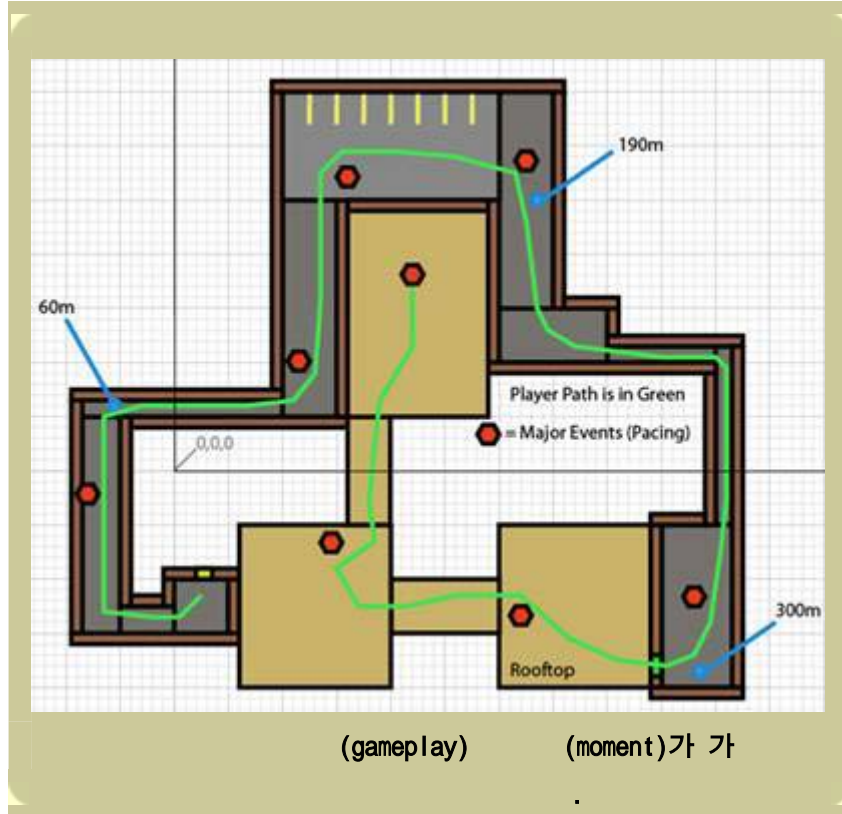 190m
60m
Player Path is in Green
= Major Events (Pacing)
0,0,0
300m
Rooftop
(gameplay) (moment)가 가
.